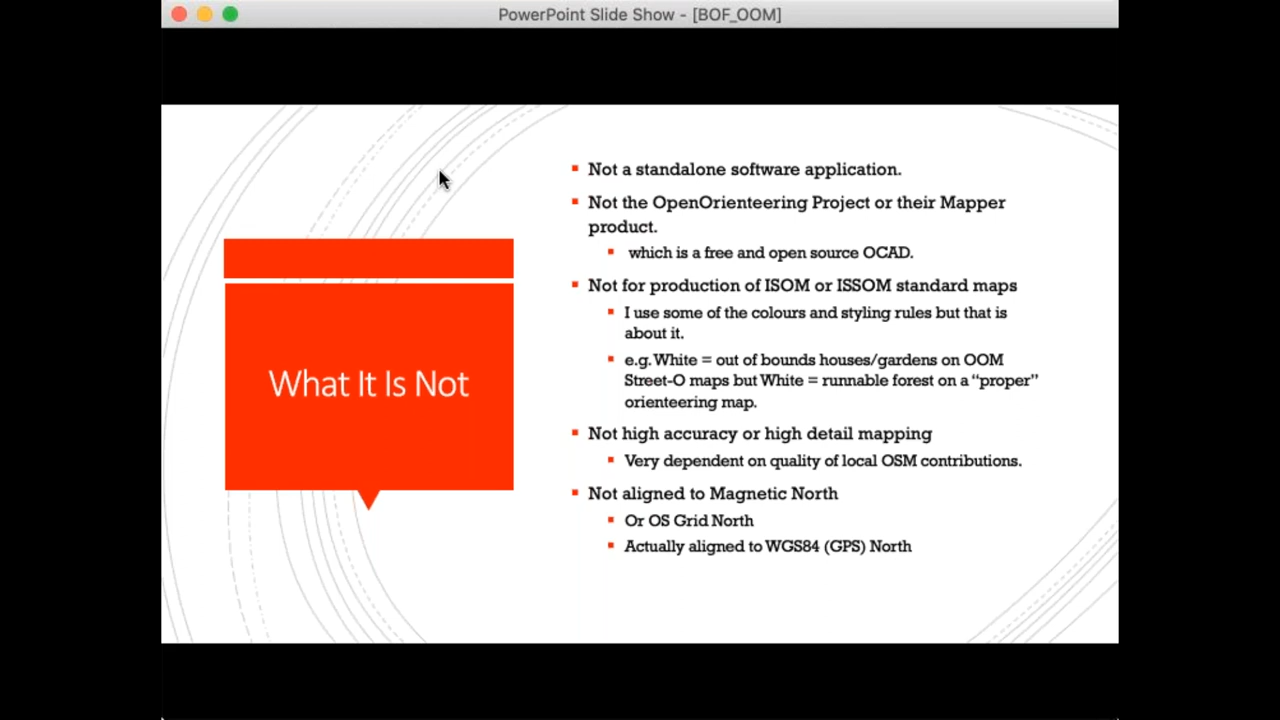 PowerPoint Slide Show - [BOF_OOM]
What It Is Not
Not a standalone software application.
Not the OpenOrienteering Project or their Mapper
product.
which is a free and open source OCAD.
Not for production of ISOM or ISSOM standard maps
I use some of the colours and styling rules but that is
about it.
e.g. White = out of bounds houses/gardens on OOM
Street-O maps but White = runnable forest on a “proper”
orienteering map.
Not high accuracy or high detail mapping
Very dependent on quality of local OSM contributions.
Not aligned to Magnetic North
Or OS Grid North
Actually aligned to WGS84 (GPS) North